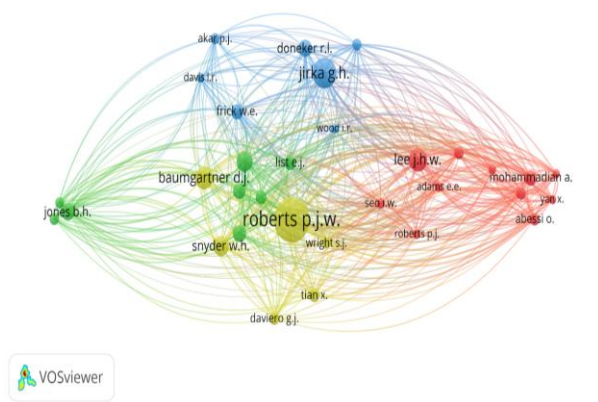 akar p.j.
doneker r.l.
jirka g.h.
davis l.r.
frick w.e.
wood i.r.
list e.j.
lee j.h.w.
baumgartner d.j.
mohammadian a.
adams e.e.
yan x.
seo i.w.
jones b.h.
roberts p.j.w.
abessi o.
roberts p.j.
snyder w.h.
wright s.j.
tian x.
daviero g.j.
VOSviewer